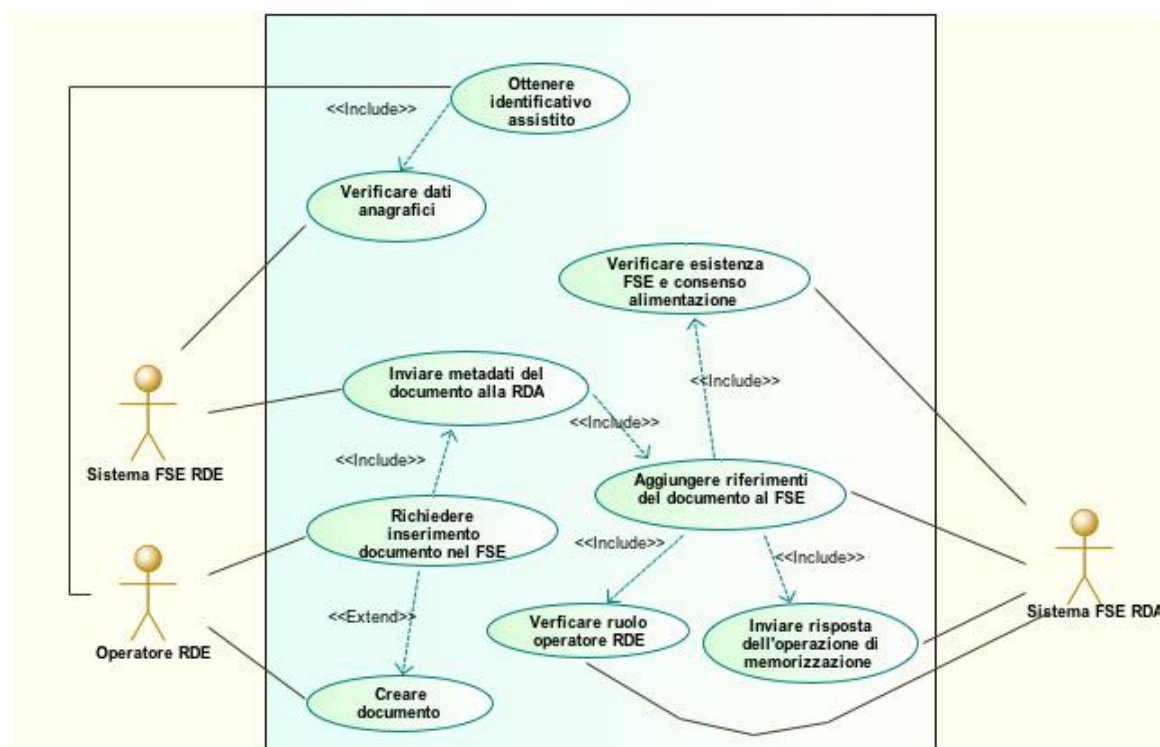 Ottenere
identificativo
assistito
<<Include>>
Verificare dati
anagrafici
Verificare esistenza
FSE e consenso
alimentazione
Inviare metadati del
documento alla RDA
<<Include>>
<<Include>>
Sistema FSE RDE
<<Include>>
Aggiungere riferimenti
del documento al FSE
Richiedere
inserimento
documento nel FSE
<<Include>>
<<Include>>
<<Extend>>
Verficare ruolo
operatore RDE
Inviare risposta
dell'operazione di
memorizzazione
Sistema FSE RDA
Operatore RDE
Creare
documento